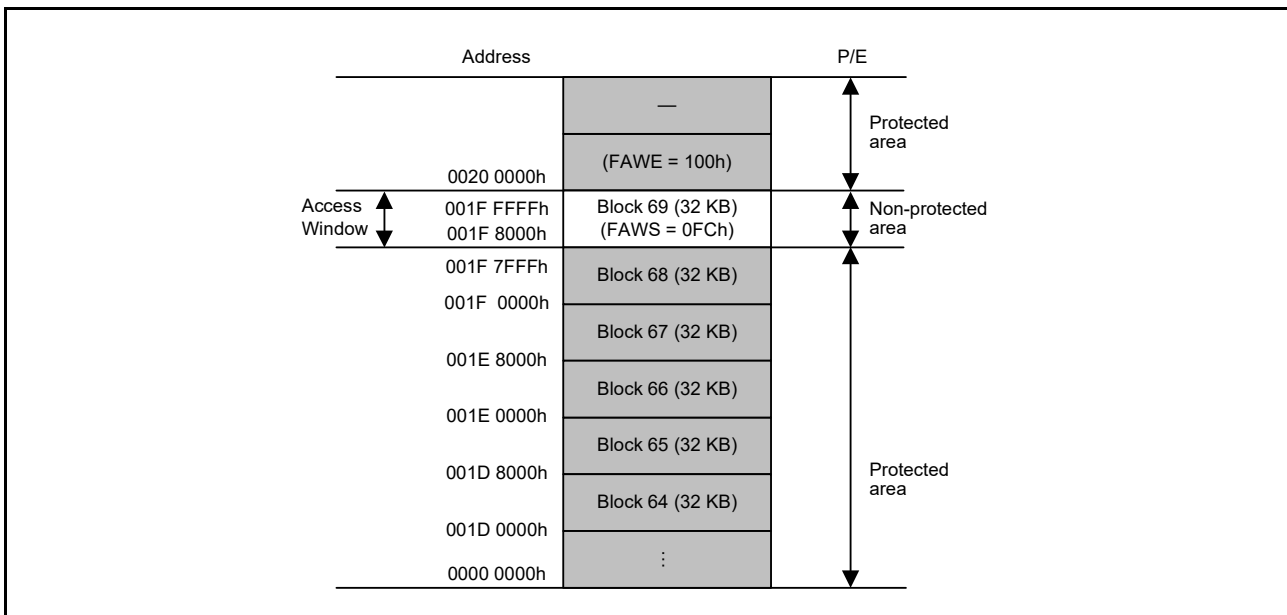 Address P/E
—
Protected
area
(FAWE = 100h)
0020 0000h
Access
Window
001F FFFFh
001F 8000h
Block 69 (32 KB)
(FAWS = 0FCh)
Non-protected
area
001F 7FFFh
Block 68 (32 KB)
001F 0000h
Block 67 (32 KB)
001E 8000h
Block 66 (32 KB)
001E 0000h
Block 65 (32 KB)
001D 8000h
Protected
area
Block 64 (32 KB)
001D 0000h
⋮
0000 0000h